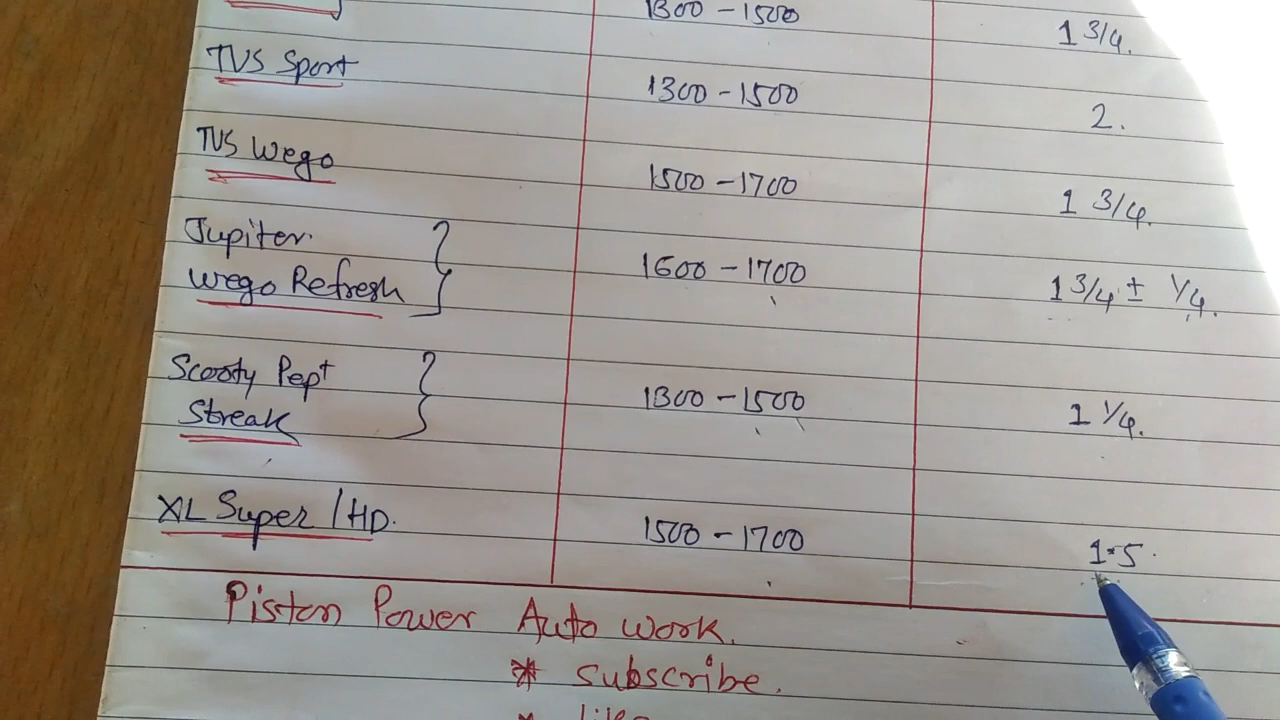 1300 - 1500 1 3/4.
TVS Sport 1300 - 1500 2.
TVS Wego 1500 - 1700 1 3/4.
Jupiter.
Wego Refresh } 1600 - 1700 1 3/4 ± 1/4.
Scooty Pep+
Streak } 1300 - 1500 1 1/4.
XL Super / HD. 1500 - 1700 1.5.
Piston Power Auto work.
* subscribe.
* like